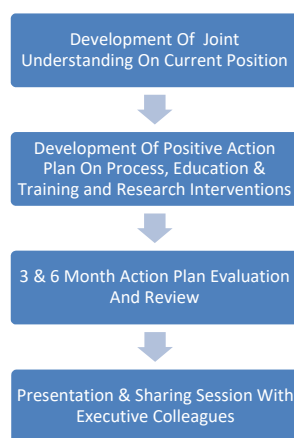 Development Of Joint
Understanding On Current Position
Development Of Positive Action
Plan On Process, Education &
Training and Research Interventions
3 & 6 Month Action Plan Evaluation
And Review
Presentation & Sharing Session With
Executive Colleagues